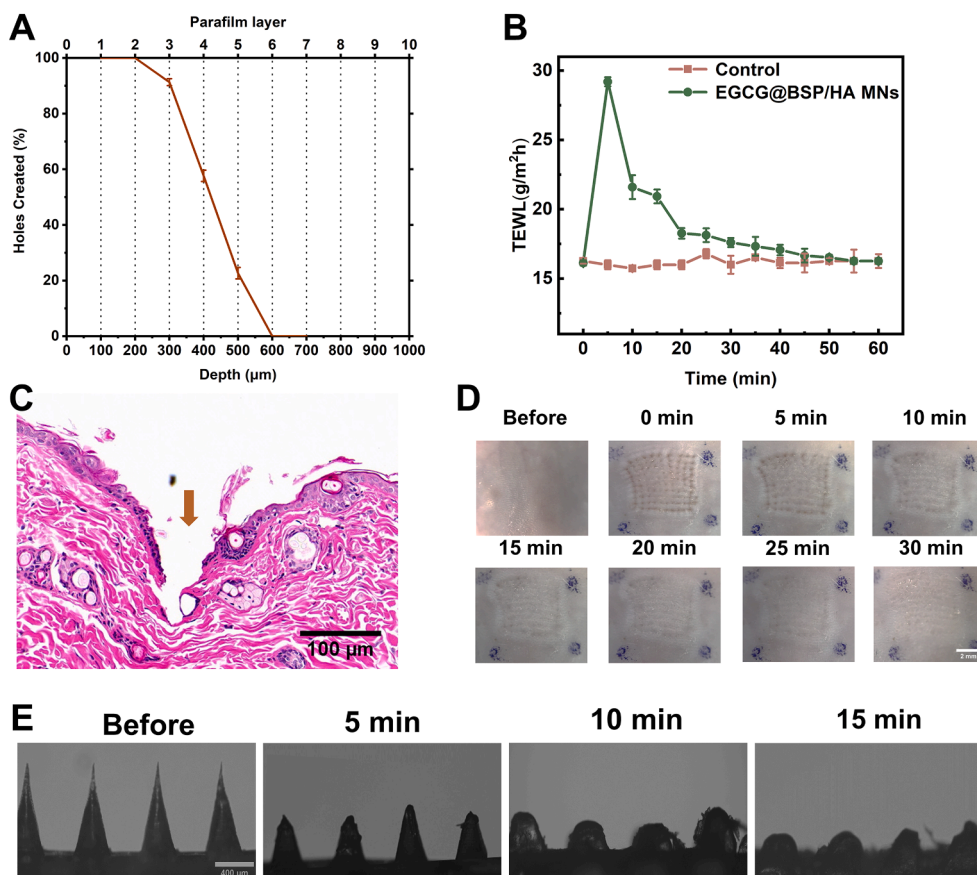 A
Parafilm layer
0 1 2 3 4 5 6 7 8 9 10
100
80
60
40
20
0
Holes Created (%)
0 100 200 300 400 500 600 700 800 900 1000
Depth (μm)
B
Control
EGCG@BSP/HA MNs
30
25
20
15
TEWL(g/m²h)
0 10 20 30 40 50 60
Time (min)
C
100 μm
D
Before 0 min 5 min 10 min
15 min 20 min 25 min 30 min
2 mm
E
Before 5 min 10 min 15 min
400 μm